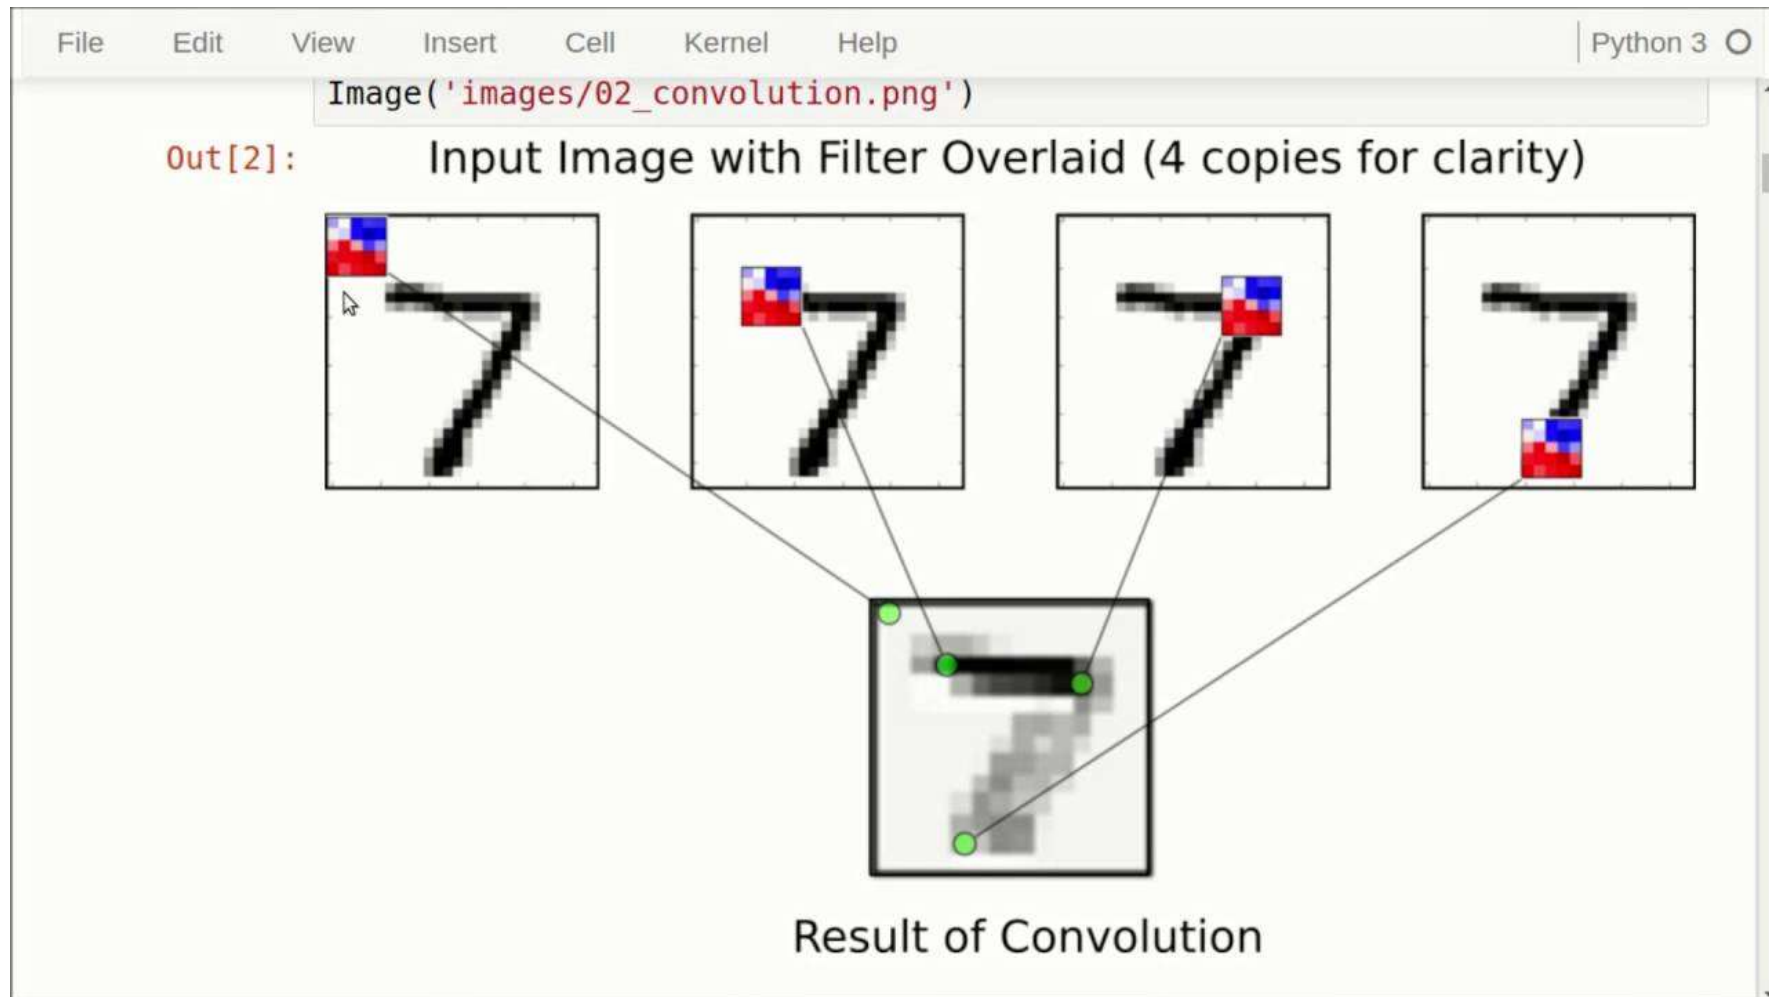 File Edit View Insert Cell Kernel Help Python 3
Image('images/02_convolution.png')
Out[2]:
Input Image with Filter Overlaid (4 copies for clarity)
Result of Convolution